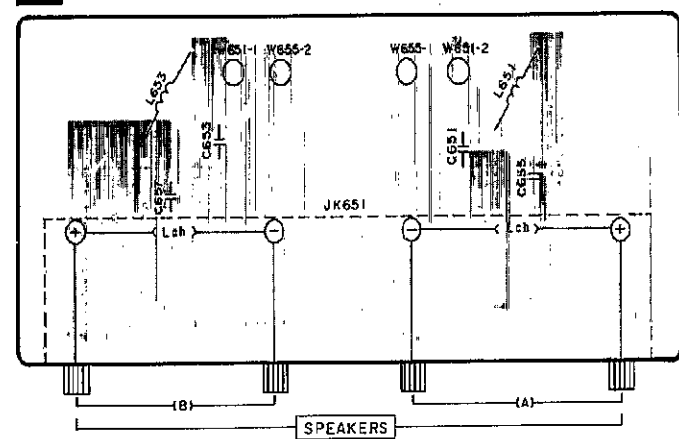 W651-1 W655-2 W655-1 W651-2
L653 L651
C653 C651
C657 C655
JK651
+ Lch − − Lch +
(B) (A)
SPEAKERS